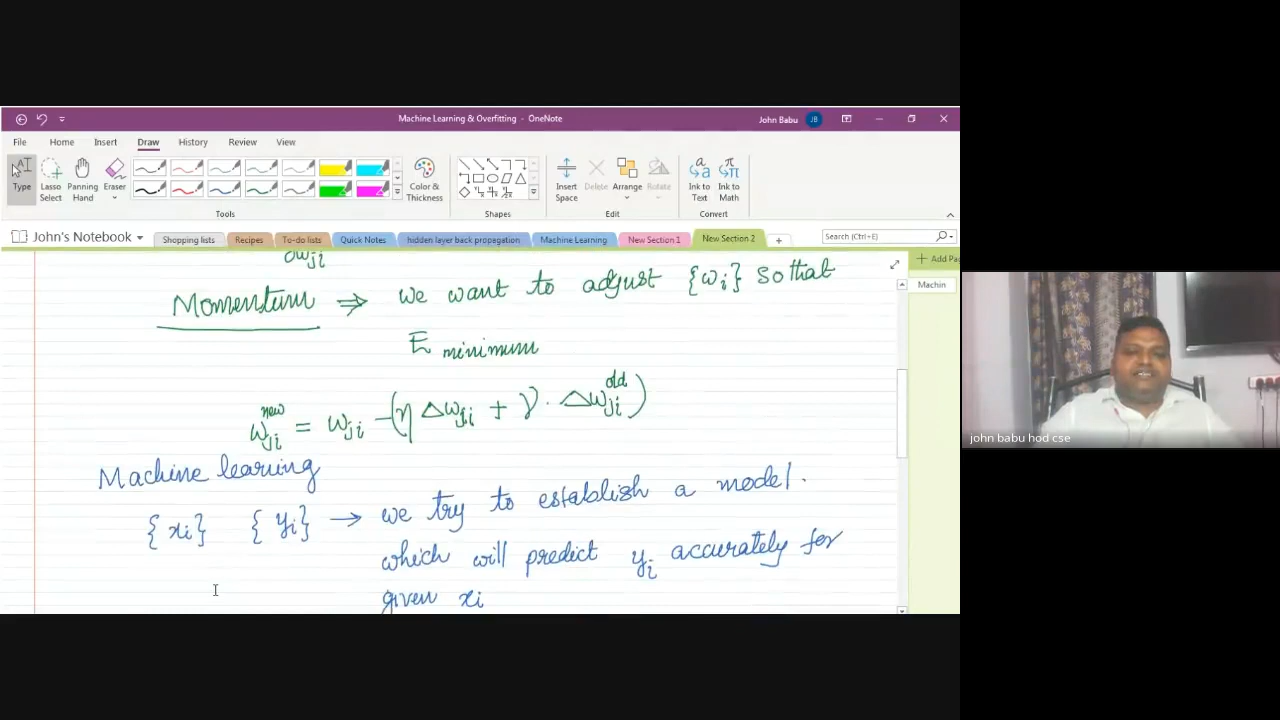 Machine Learning & Overfitting - OneNote
John Babu
JB
File
Home
Insert
Draw
History
Review
View
Type
Lasso Select
Panning Hand
Eraser
Color & Thickness
Insert Space
Delete
Arrange
Rotate
Ink to Text
Ink to Math
Tools
Shapes
Edit
Convert
John's Notebook
Shopping lists
Recipes
To-do lists
Quick Notes
hidden layer back propagation
Machine Learning
New Section 1
New Section 2
+
Search (Ctrl+E)
+ Add Pag
Machin
∂wji
Momentum ⇒ we want to adjust {wi} so that
E minimum
wji^new = wji - (η Δwji + γ · Δwji^old)
Machine learning
{xi} {yi} → we try to establish a model.
which will predict yi accurately for
given xi
john babu hod cse